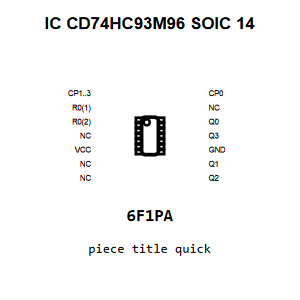 IC CD74HC93M96 SOIC 14
CP1..3 CP0
R0(1) NC
R0(2) Q0
NC Q3
VCC GND
NC Q1
NC Q2
6F1PA
piece title quick